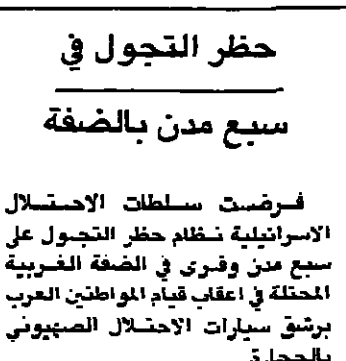 حظر التجول في
سبع مدن بالضفة
فرضت سلطات الاحتلال
الاسرائيلية نظام حظر التجول على
سبع مدن وقرى في الضفة الغربية
المحتلة في اعقاب قيام المواطنين العرب
برشق سيارات الاحتلال الصهيوني
بالحجارة